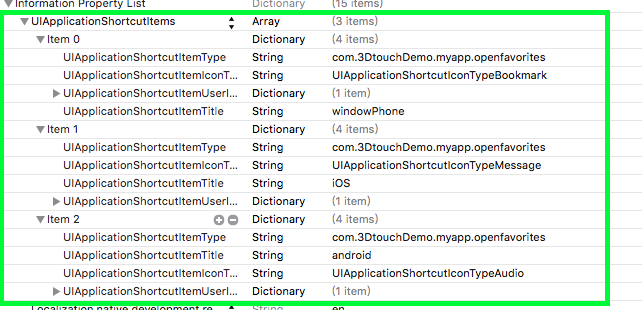 Information Property List Dictionary (15 items)
UIApplicationShortcutItems Array (3 items)
Item 0 Dictionary (4 items)
UIApplicationShortcutItemType String com.3DtouchDemo.myapp.openfavorites
UIApplicationShortcutItemIconT... String UIApplicationShortcutIconTypeBookmark
UIApplicationShortcutItemUserI... Dictionary (1 item)
UIApplicationShortcutItemTitle String windowPhone
Item 1 Dictionary (4 items)
UIApplicationShortcutItemType String com.3DtouchDemo.myapp.openfavorites
UIApplicationShortcutItemIconT... String UIApplicationShortcutIconTypeMessage
UIApplicationShortcutItemTitle String iOS
UIApplicationShortcutItemUserI... Dictionary (1 item)
Item 2 Dictionary (4 items)
UIApplicationShortcutItemType String com.3DtouchDemo.myapp.openfavorites
UIApplicationShortcutItemTitle String android
UIApplicationShortcutItemIconT... String UIApplicationShortcutIconTypeAudio
UIApplicationShortcutItemUserI... Dictionary (1 item)
Localization native development re... String en